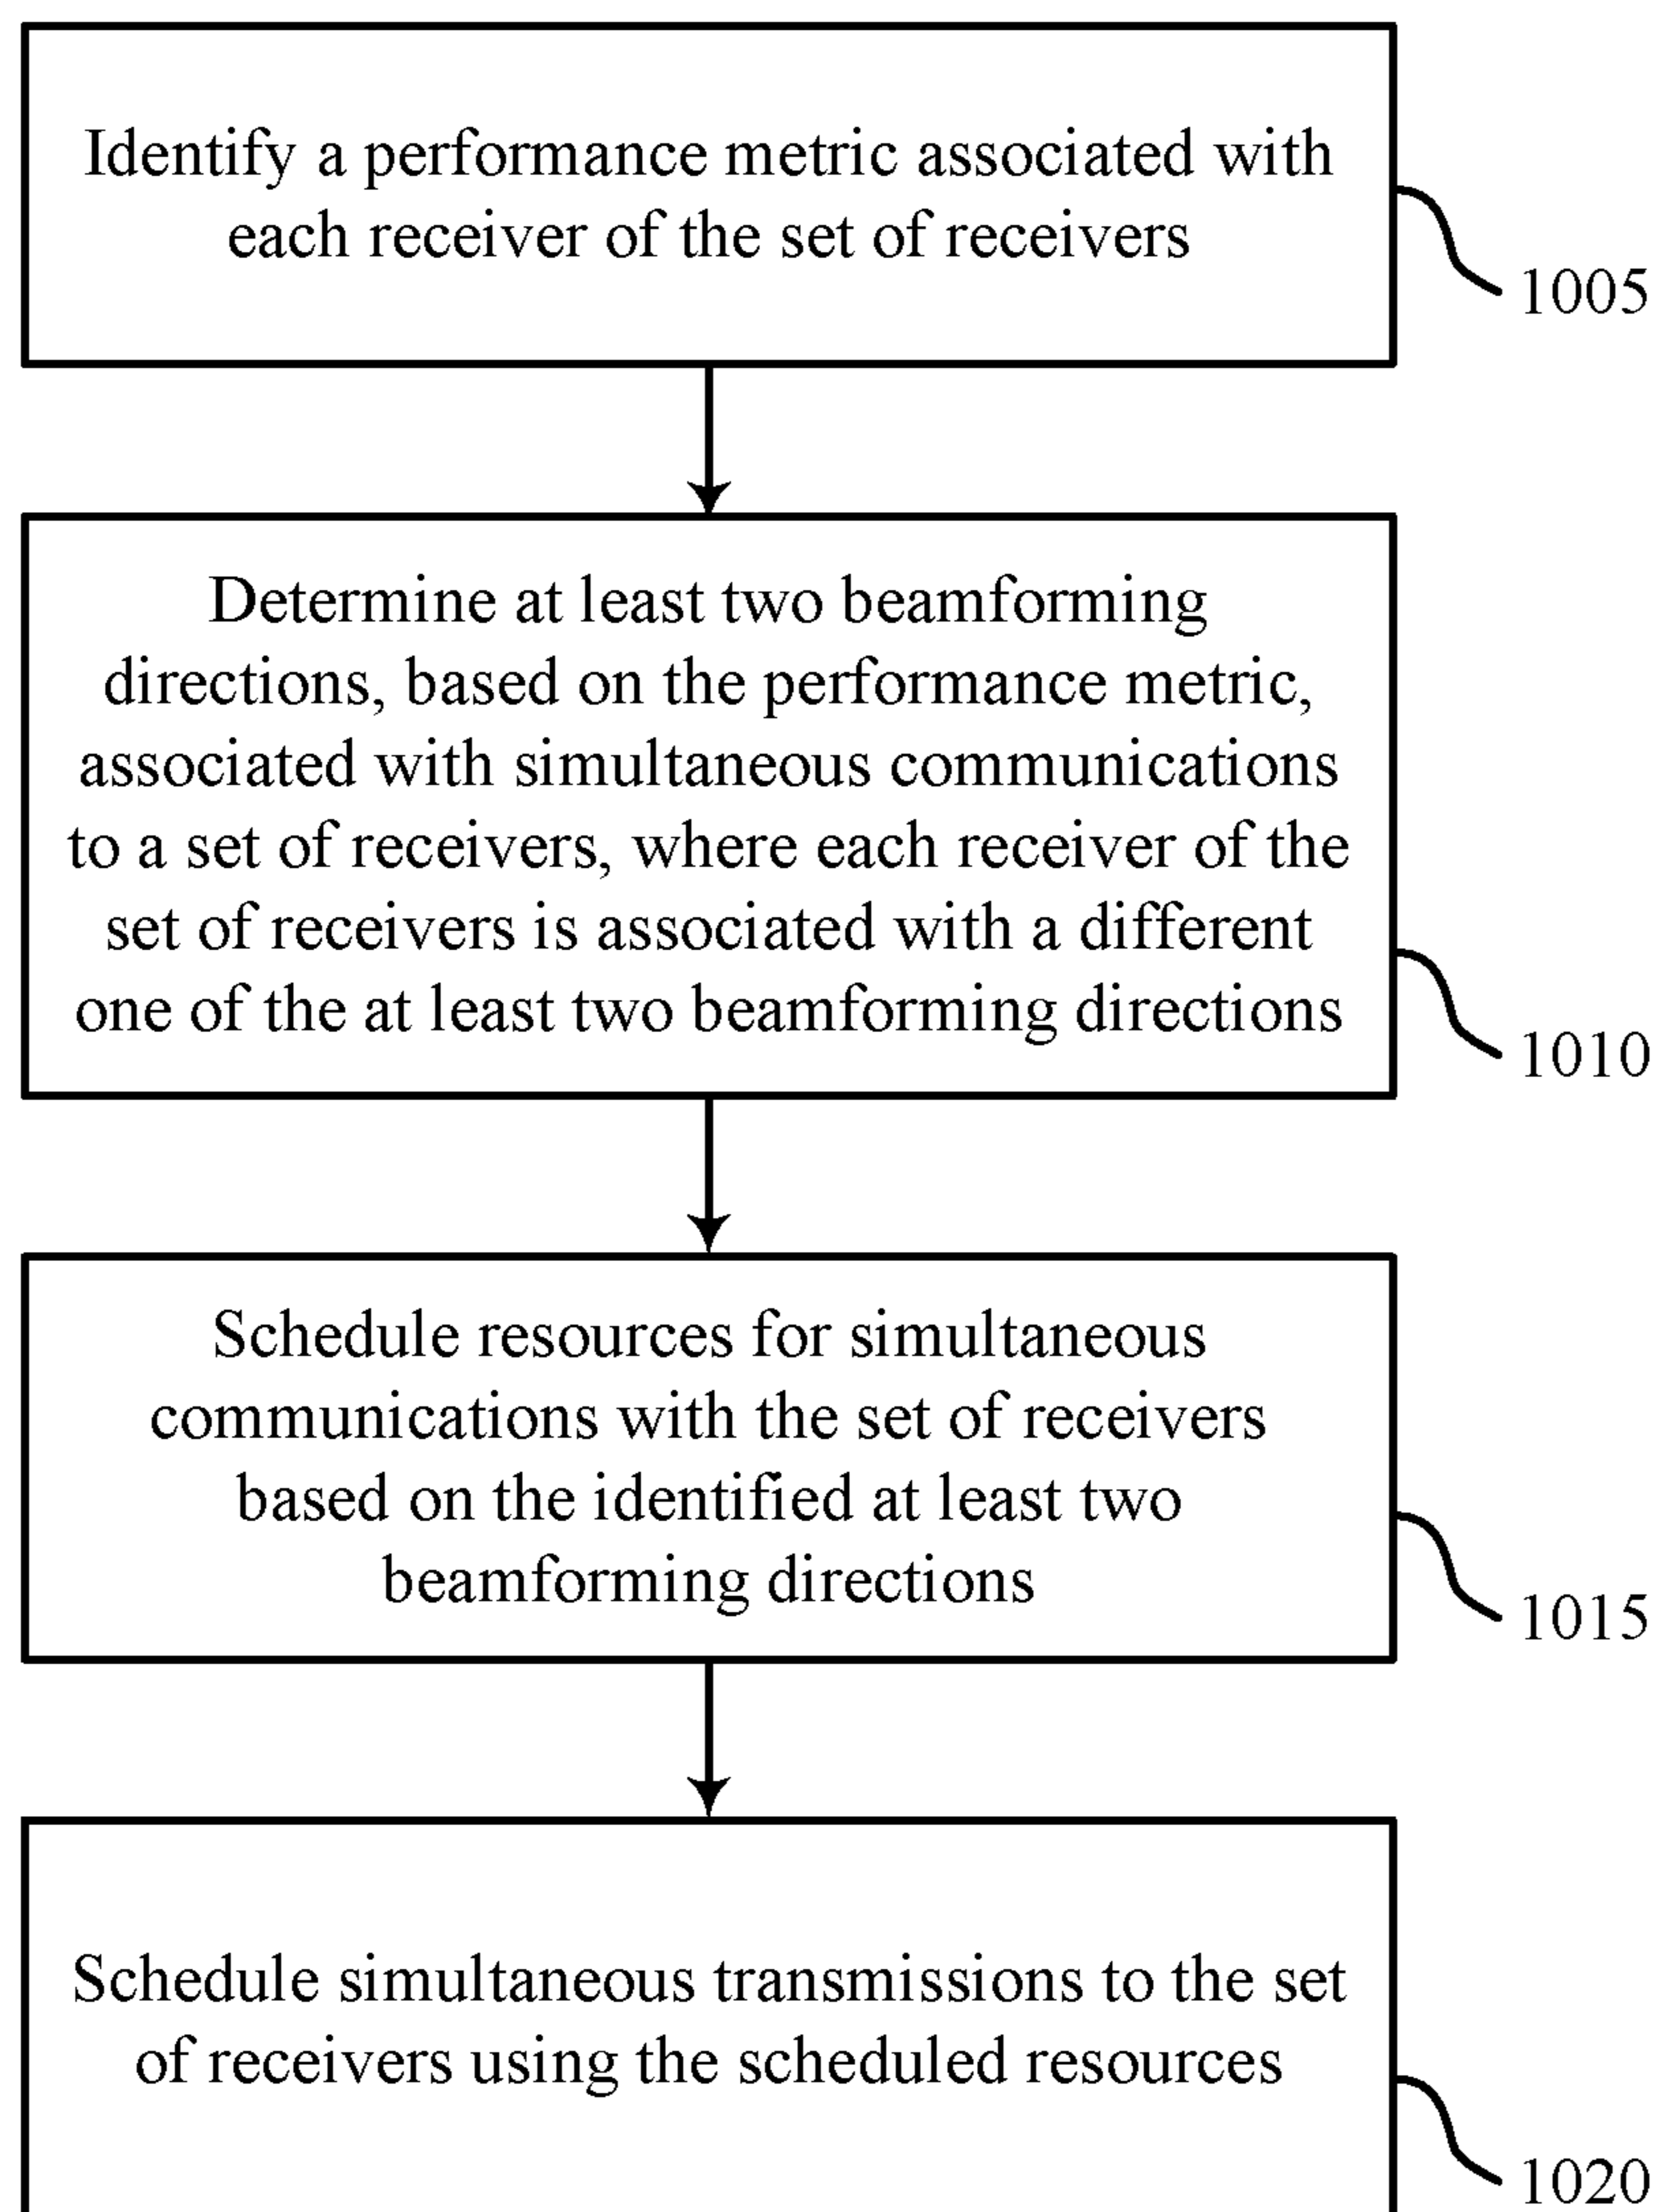 Identify a performance metric associated with
each receiver of the set of receivers
1005
Determine at least two beamforming
directions, based on the performance metric,
associated with simultaneous communications
to a set of receivers, where each receiver of the
set of receivers is associated with a different
one of the at least two beamforming directions
1010
Schedule resources for simultaneous
communications with the set of receivers
based on the identified at least two
beamforming directions
1015
Schedule simultaneous transmissions to the set
of receivers using the scheduled resources
1020